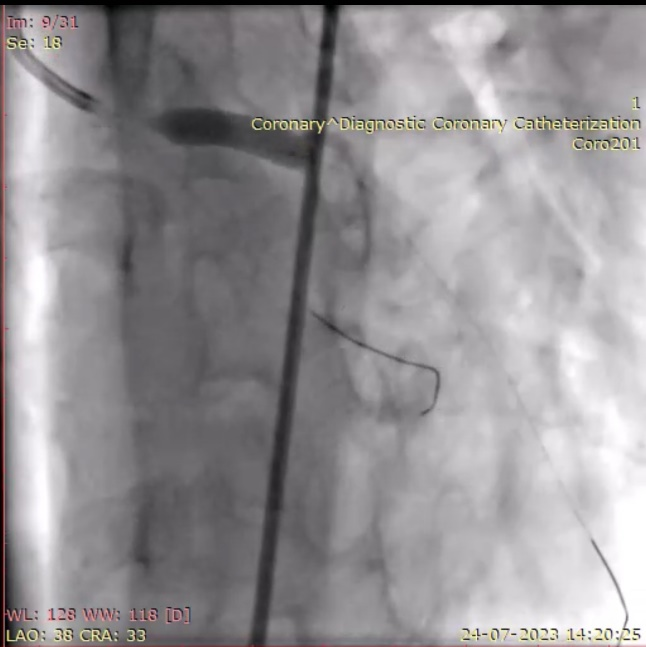 Im: 9/31
Se: 18
1
Coronary^Diagnostic Coronary Catheterization
Coro201
WL: 128 WW: 118 [D]
LAO: 38 CRA: 33
24-07-2023 14:20:25